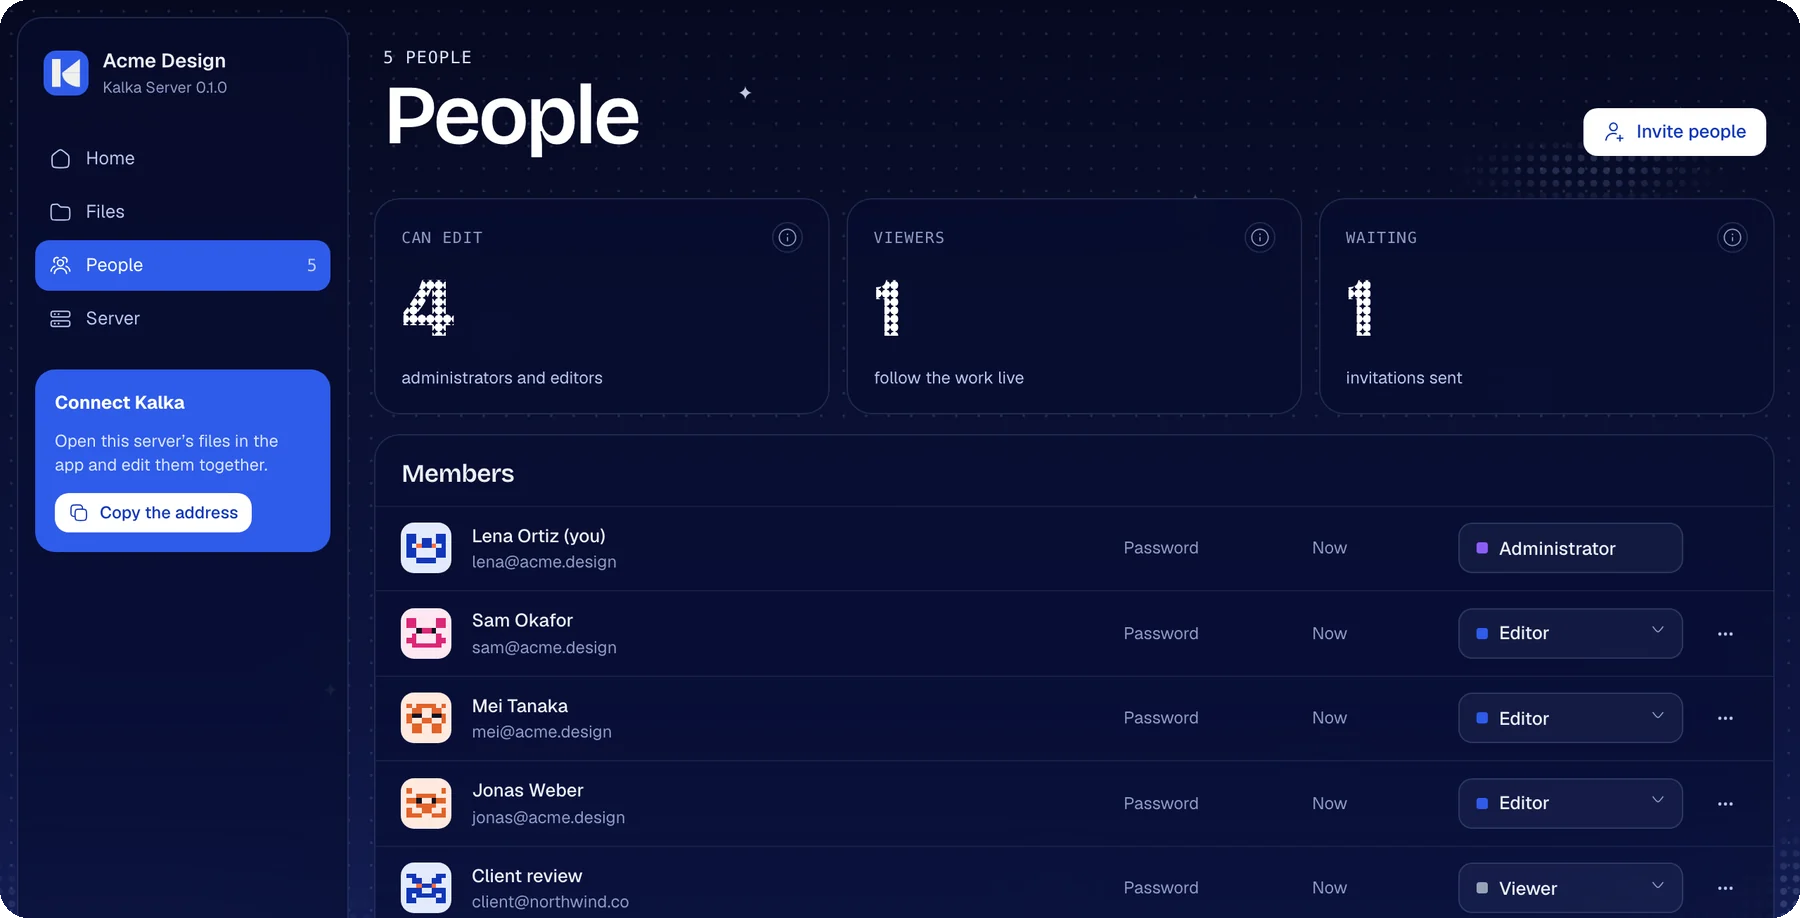 Acme Design
Kalka Server 0.1.0
Home
Files
People 5
Server
Connect Kalka
Open this server’s files in the
app and edit them together.
Copy the address
5 PEOPLE
People
Invite people
CAN EDIT
4
administrators and editors
VIEWERS
1
follow the work live
WAITING
1
invitations sent
Members
Lena Ortiz (you)
lena@acme.design
Password
Now
Administrator
Sam Okafor
sam@acme.design
Password
Now
Editor
Mei Tanaka
mei@acme.design
Password
Now
Editor
Jonas Weber
jonas@acme.design
Password
Now
Editor
Client review
client@northwind.co
Password
Now
Viewer